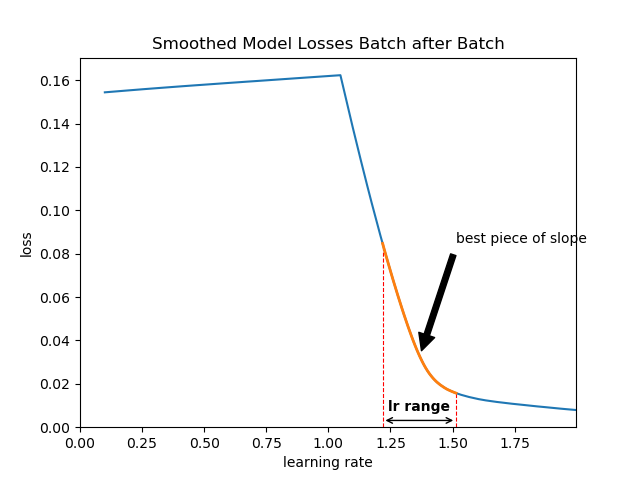 Smoothed Model Losses Batch after Batch
0.16
0.14
0.12
0.10
0.08
0.06
0.04
0.02
0.00
loss
best piece of slope
lr range
0.00 0.25 0.50 0.75 1.00 1.25 1.50 1.75
learning rate